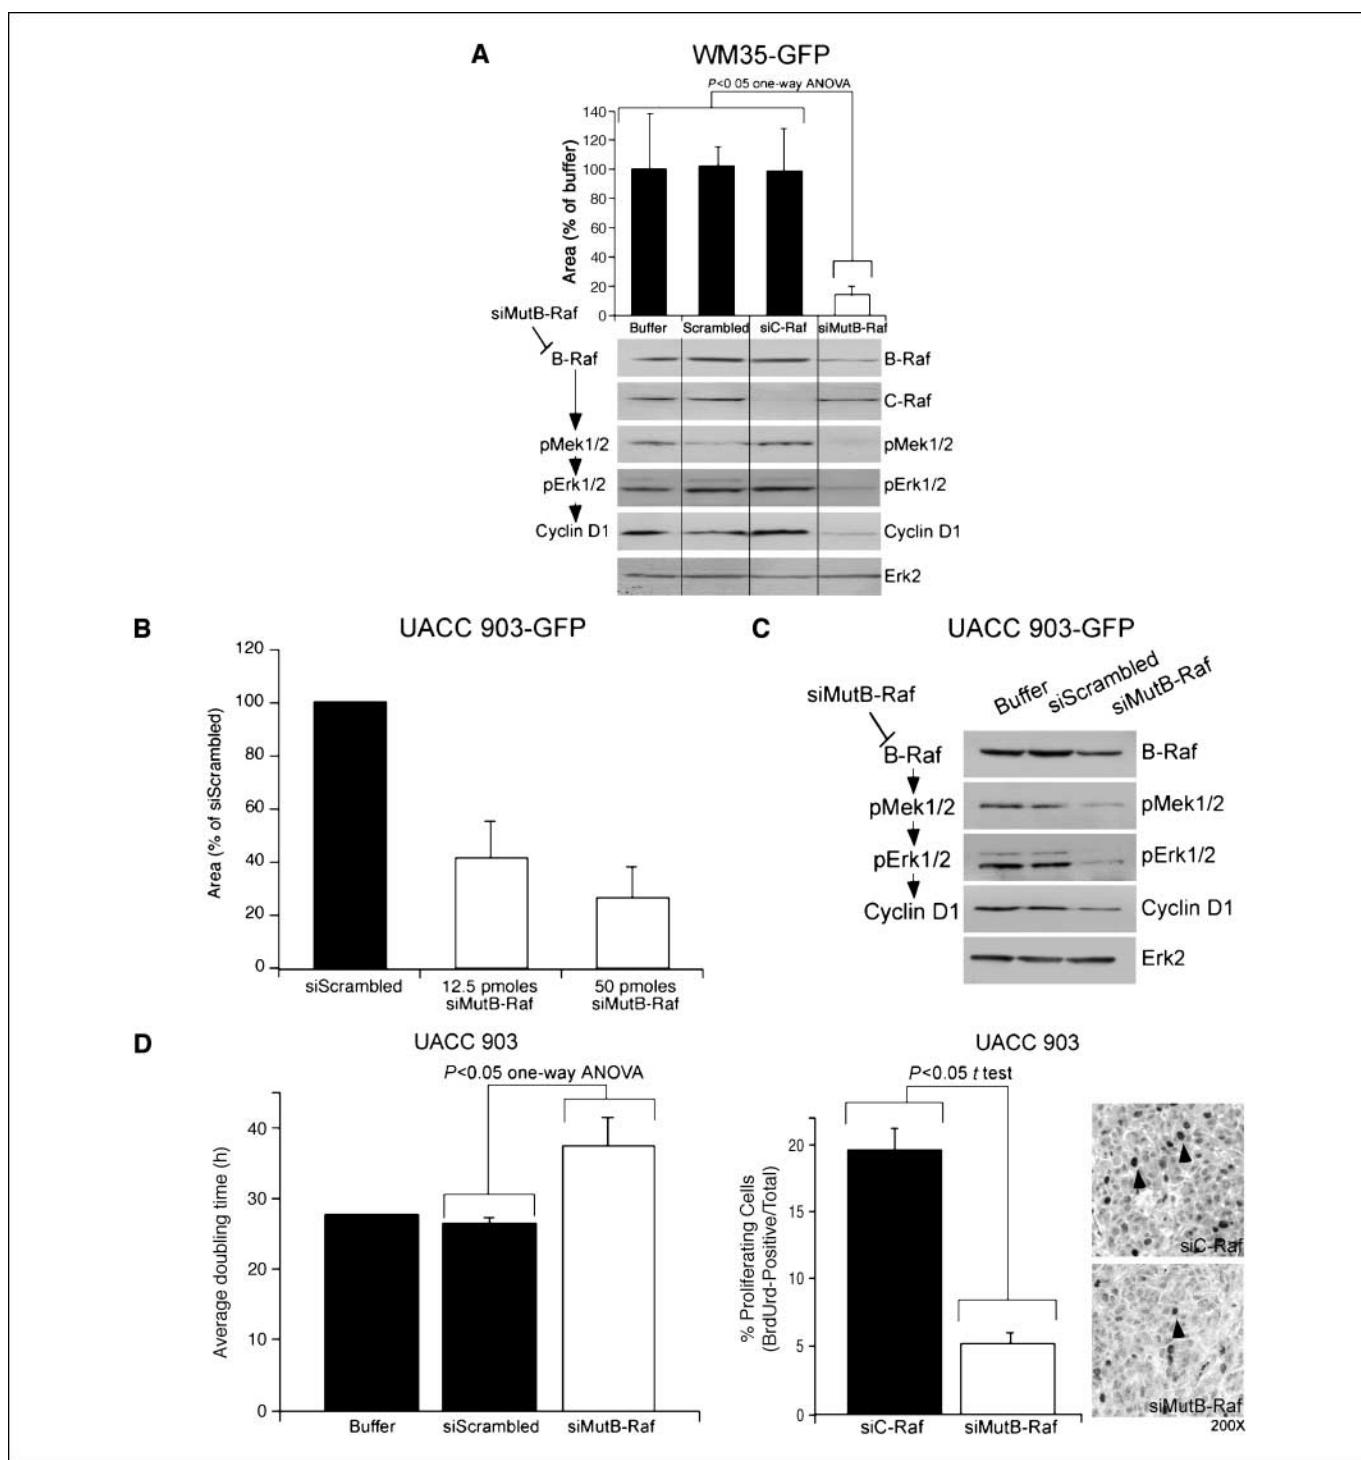 A
WM35-GFP
P<0 05 one-way ANOVA
Area (% of buffer)
140
120
100
80
60
40
20
0
Buffer Scrambled siC-Raf siMutB-Raf
siMutB-Raf
B-Raf
B-Raf
C-Raf
pMek1/2
pMek1/2
pErk1/2
pErk1/2
Cyclin D1
Cyclin D1
Erk2
B
UACC 903-GFP
Area (% of siScrambled)
120
100
80
60
40
20
0
siScrambled
12.5 pmoles
siMutB-Raf
50 pmoles
siMutB-Raf
C
UACC 903-GFP
Buffer
siScrambled
siMutB-Raf
siMutB-Raf
B-Raf
B-Raf
pMek1/2
pMek1/2
pErk1/2
pErk1/2
Cyclin D1
Cyclin D1
Erk2
D
UACC 903
P<0.05 one-way ANOVA
Average doubling time (h)
40
30
20
10
0
Buffer siScrambled siMutB-Raf
UACC 903
P<0.05 t test
% Proliferating Cells
(BrdUrd-Positive/Total)
20
15
10
5
0
siC-Raf siMutB-Raf
siC-Raf
siMutB-Raf
200X